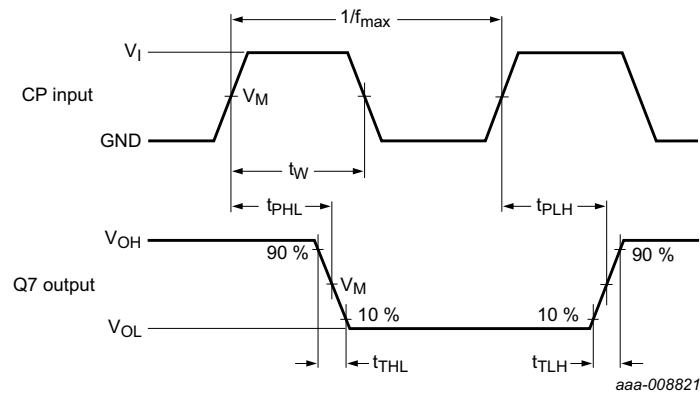 1/fmax
VI
CP input
VM
GND
tW
tPHL
tPLH
VOH
90 %
90 %
Q7 output
VM
10 %
10 %
VOL
tTHL
tTLH
aaa-008821